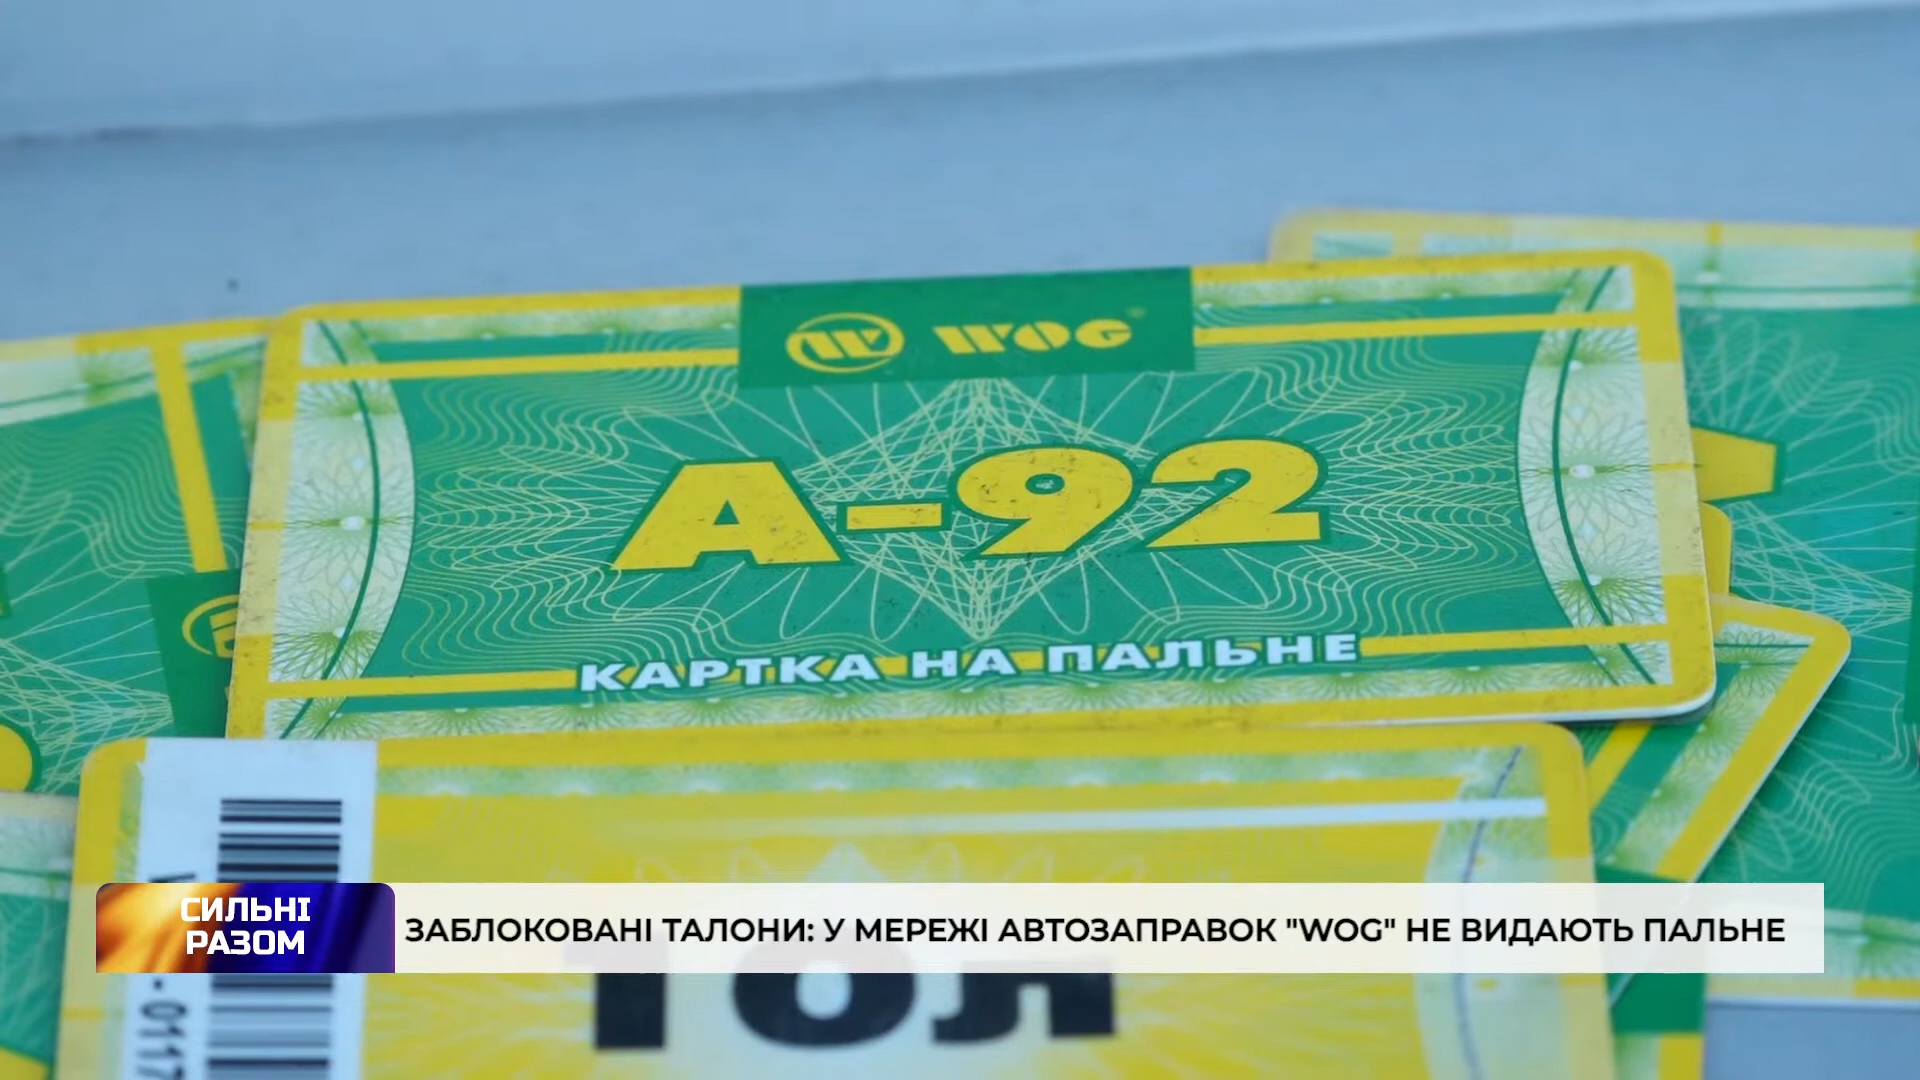 WOG
А-92
КАРТКА НА ПАЛЬНЕ
СИЛЬНІ
РАЗОМ
ЗАБЛОКОВАНІ ТАЛОНИ: У МЕРЕЖІ АВТОЗАПРАВОК "WOG" НЕ ВИДАЮТЬ ПАЛЬНЕ
10Л